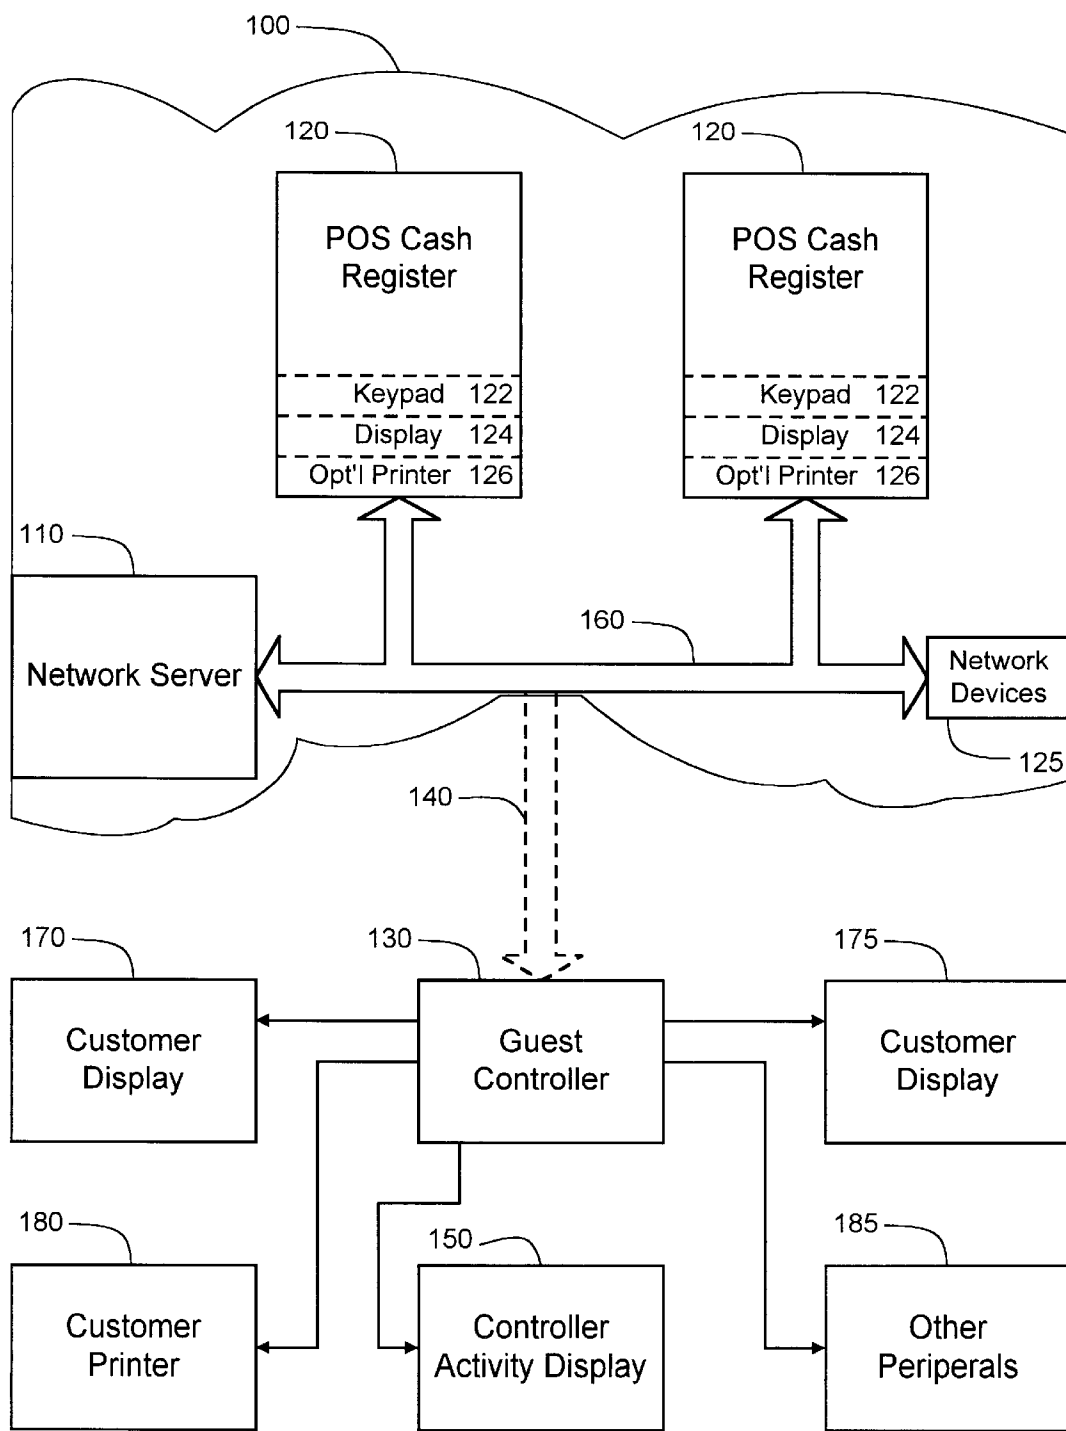 100
120
120
POS Cash
Register
POS Cash
Register
Keypad 122
Display 124
Opt'l Printer 126
Keypad 122
Display 124
Opt'l Printer 126
110
160
Network Server
Network
Devices
125
140
170
130
175
Customer
Display
Guest
Controller
Customer
Display
180
150
185
Customer
Printer
Controller
Activity Display
Other
Periperals